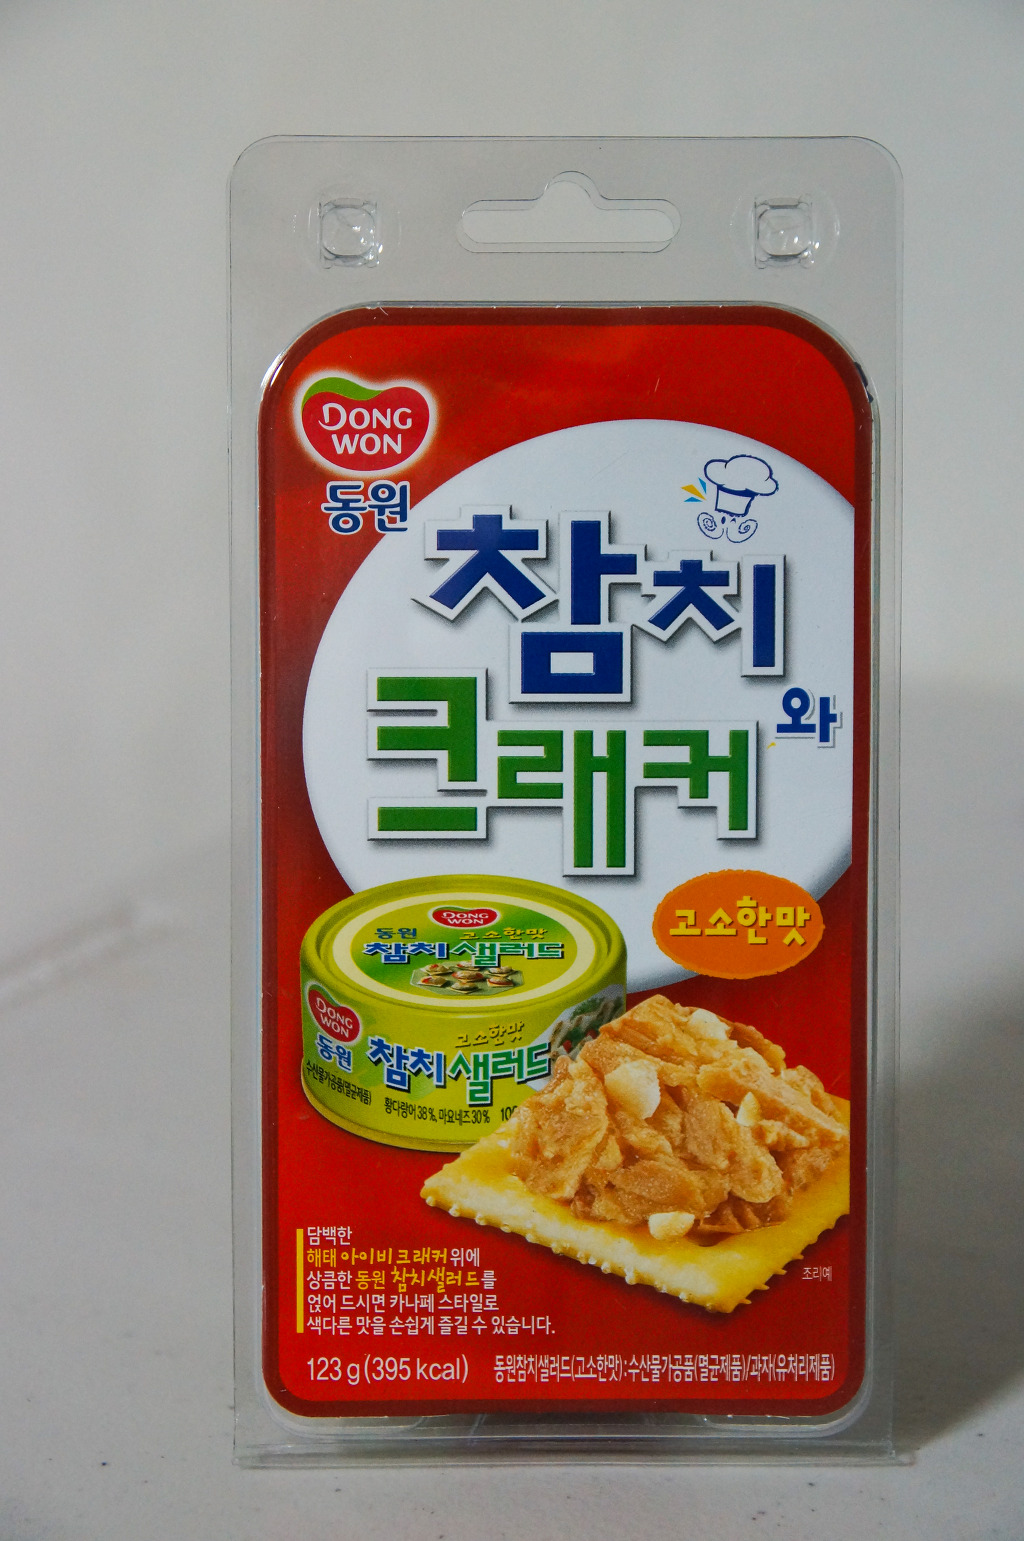 DONG
WON
동원
참치와
크래커
고소한맛
DONG
WON
동원 고소한맛
참치 샐러드
DONG
WON
동원
고소한맛
참치 샐러드
수산물가공품(멸균제품)
황다랑어 38%, 마요네즈 30%
담백한
해태 아이비 크래커 위에
상큼한 동원 참치샐러드를
얹어 드시면 카나페 스타일로
색다른 맛을 손쉽게 즐길 수 있습니다.
조리예
123 g (395 kcal)
동원참치샐러드(고소한맛):수산물가공품(멸균제품)/과자(유처리제품)